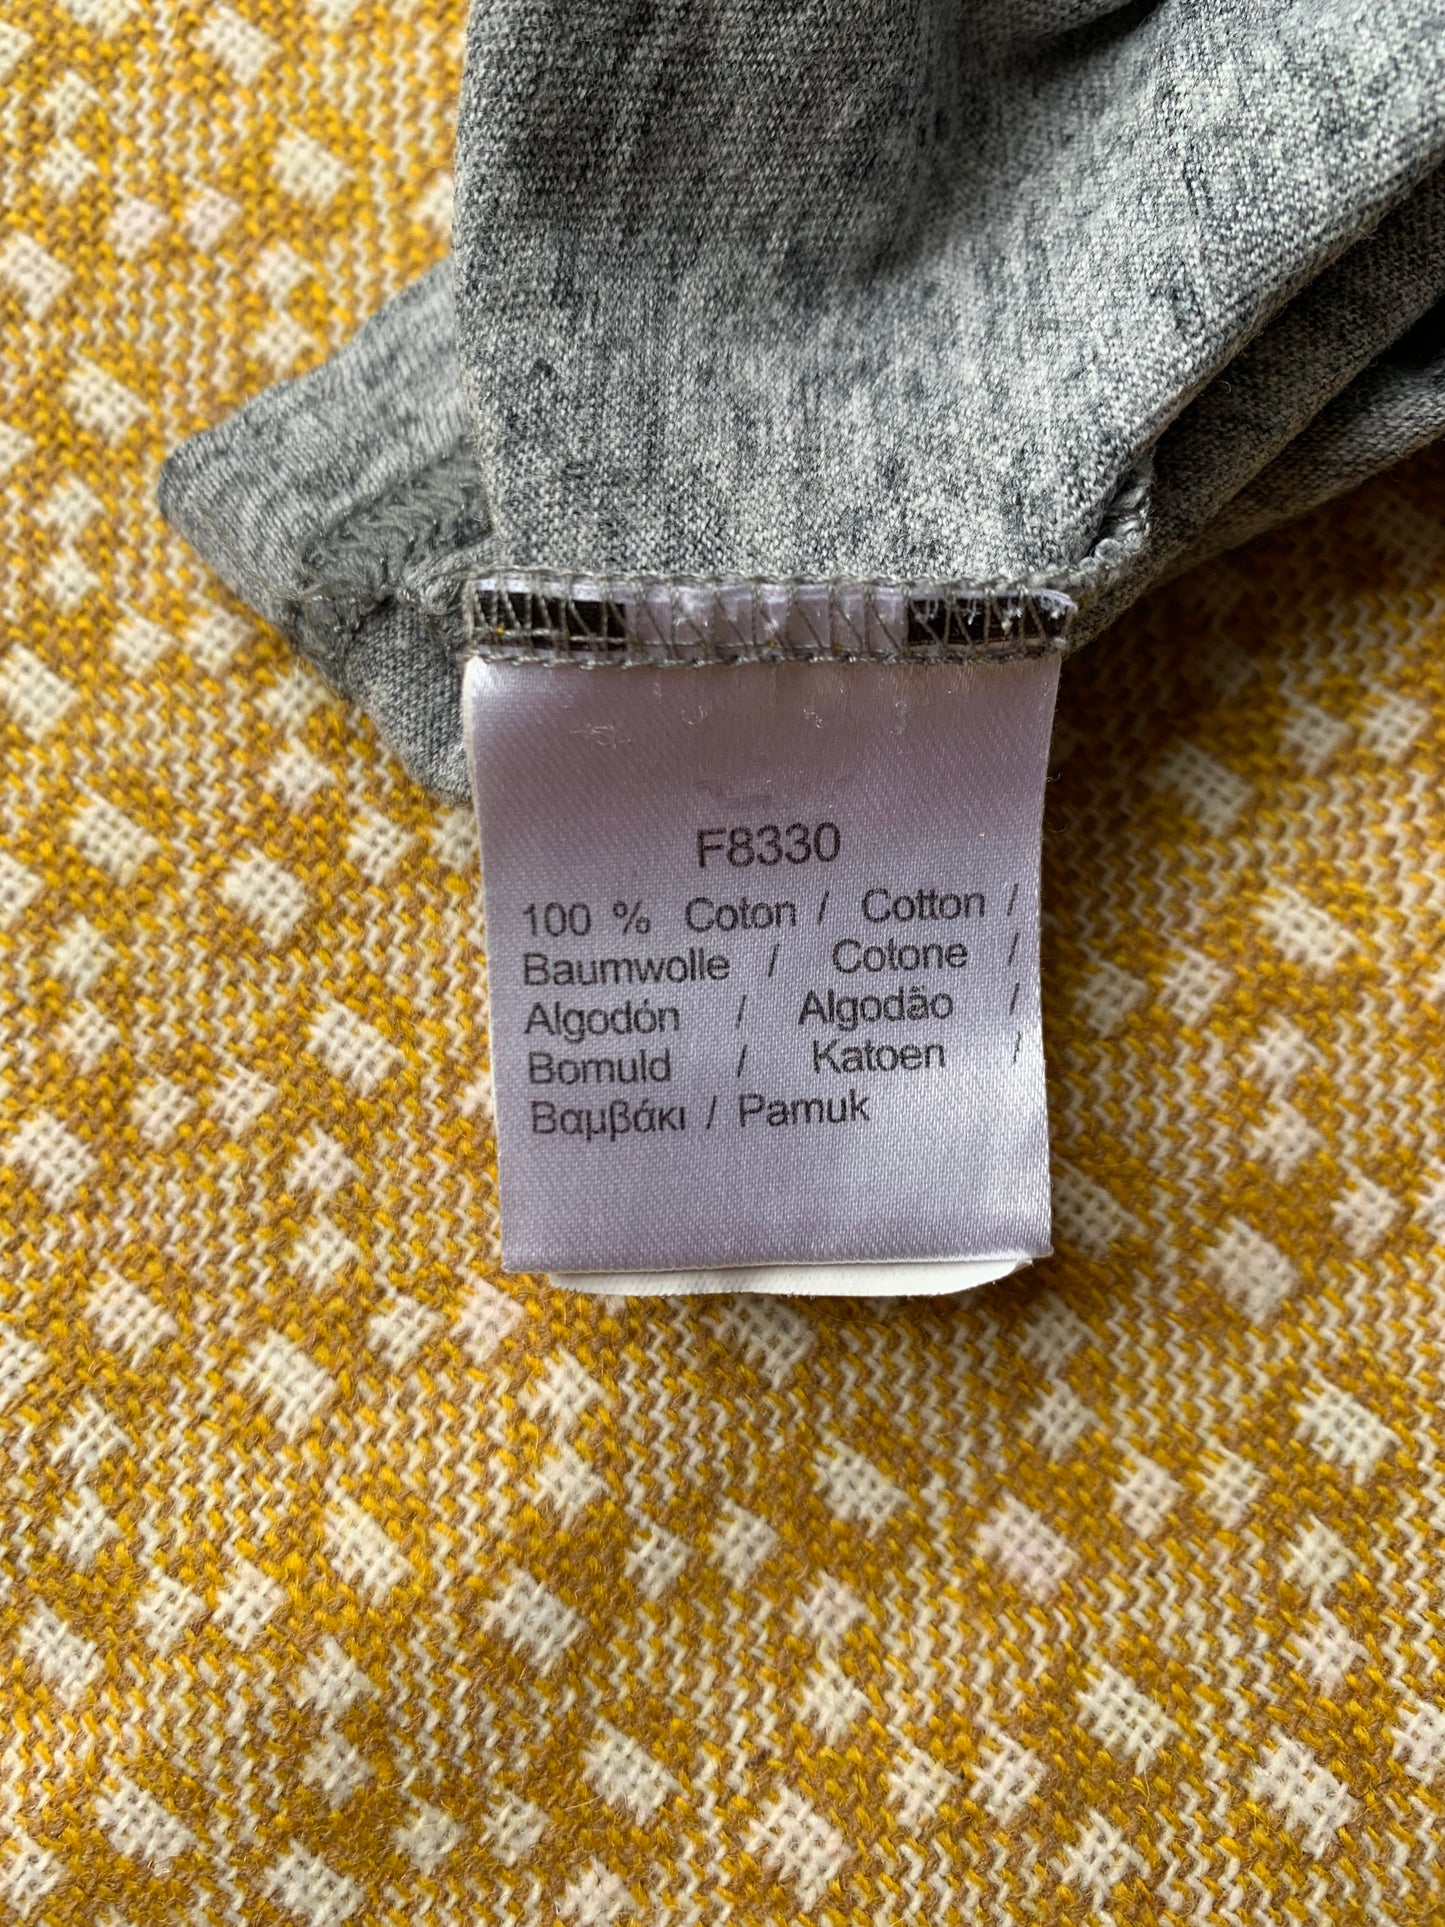 F8330
100 % Coton / Cotton /
Baumwolle / Cotone /
Algodón / Algodão /
Bomuld / Katoen /
Βαμβάκι / Pamuk